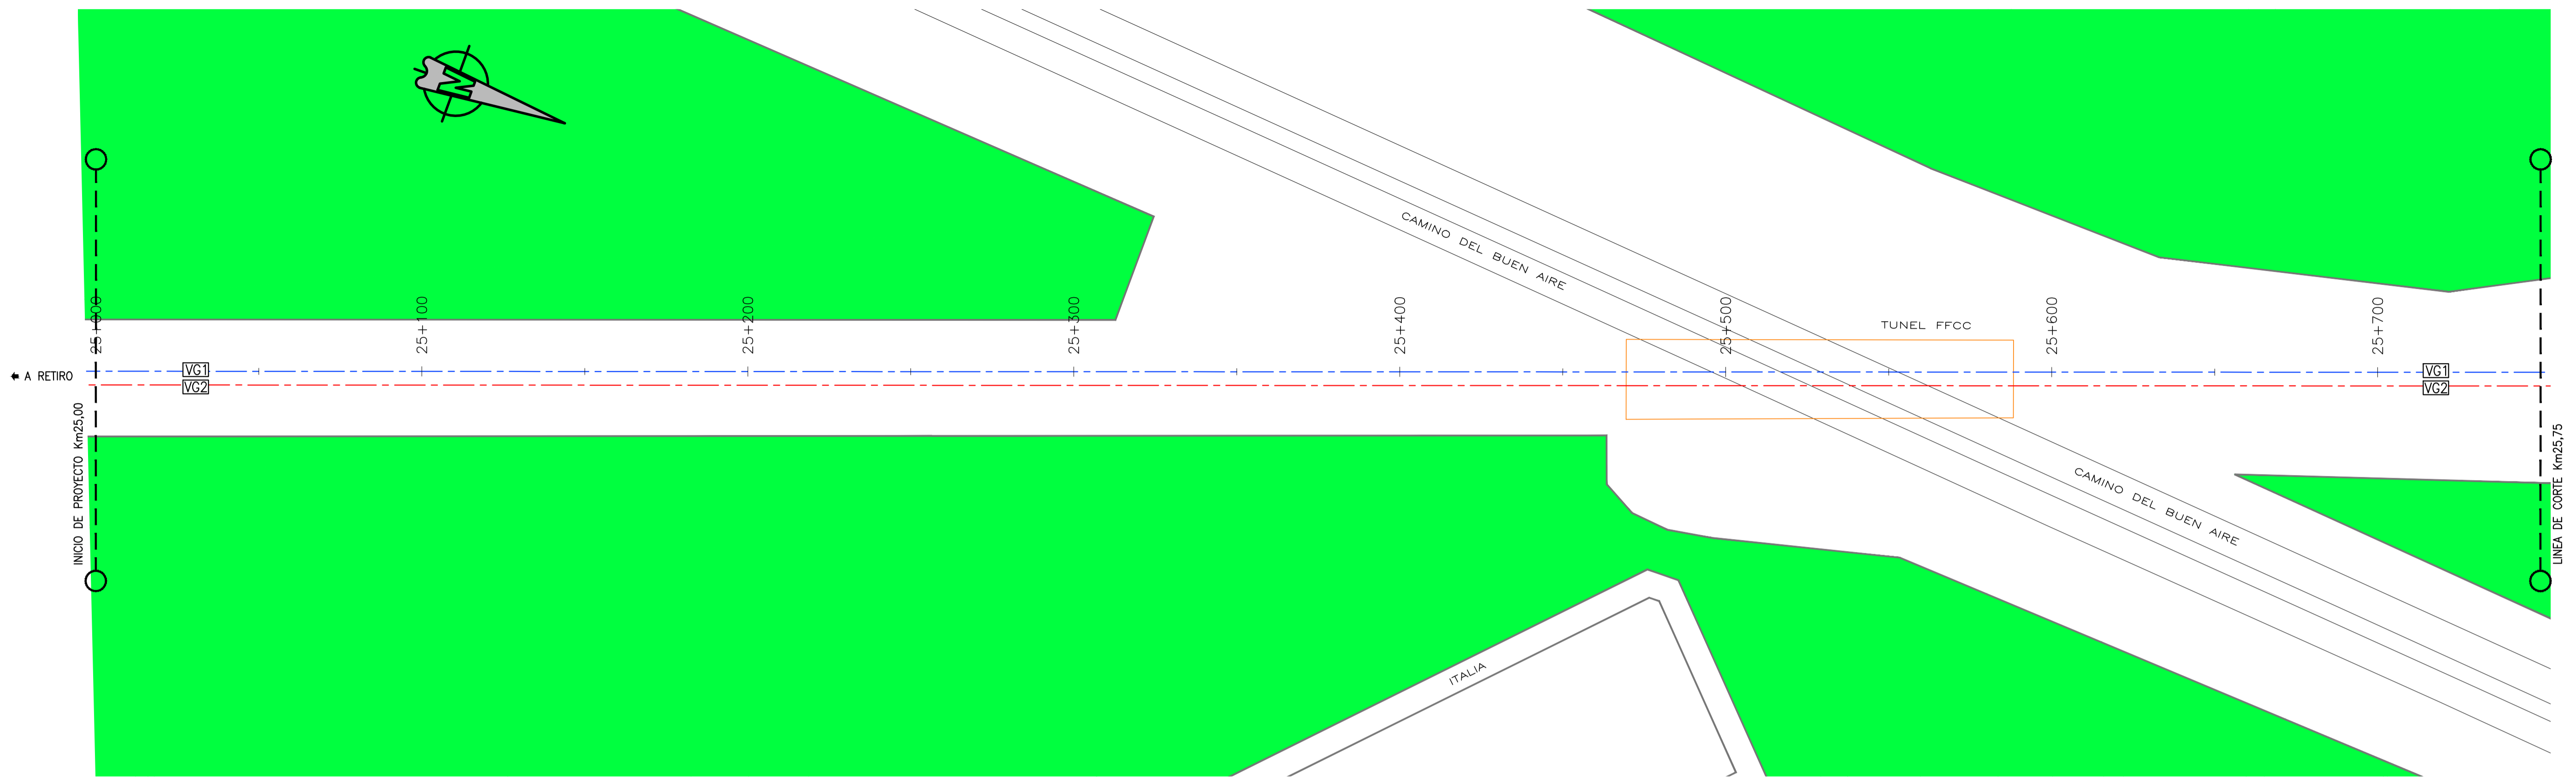 N
CAMINO DEL BUEN AIRE
25+000
25+100
25+200
25+300
25+400
25+500
25+600
25+700
TUNEL FFCC
A RETIRO
VG1
VG2
VG1
VG2
INICIO DE PROYECTO Km25,00
LINEA DE CORTE Km25,75
CAMINO DEL BUEN AIRE
ITALIA